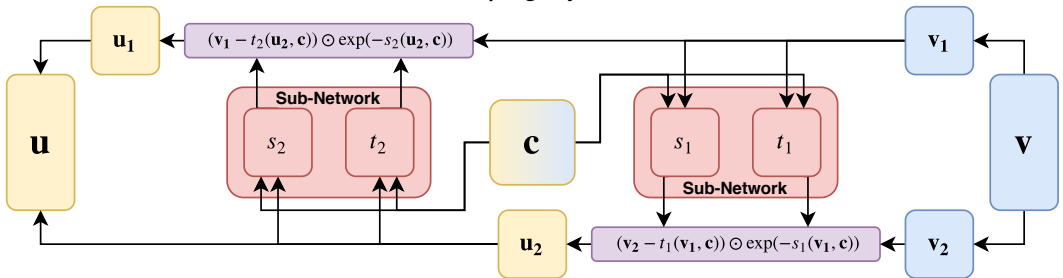 u₁
(v₁ − t₂(u₂, c)) ⊙ exp(−s₂(u₂, c))
v₁
u
Sub-Network
s₂
t₂
c
s₁
t₁
Sub-Network
v
u₂
(v₂ − t₁(v₁, c)) ⊙ exp(−s₁(v₁, c))
v₂